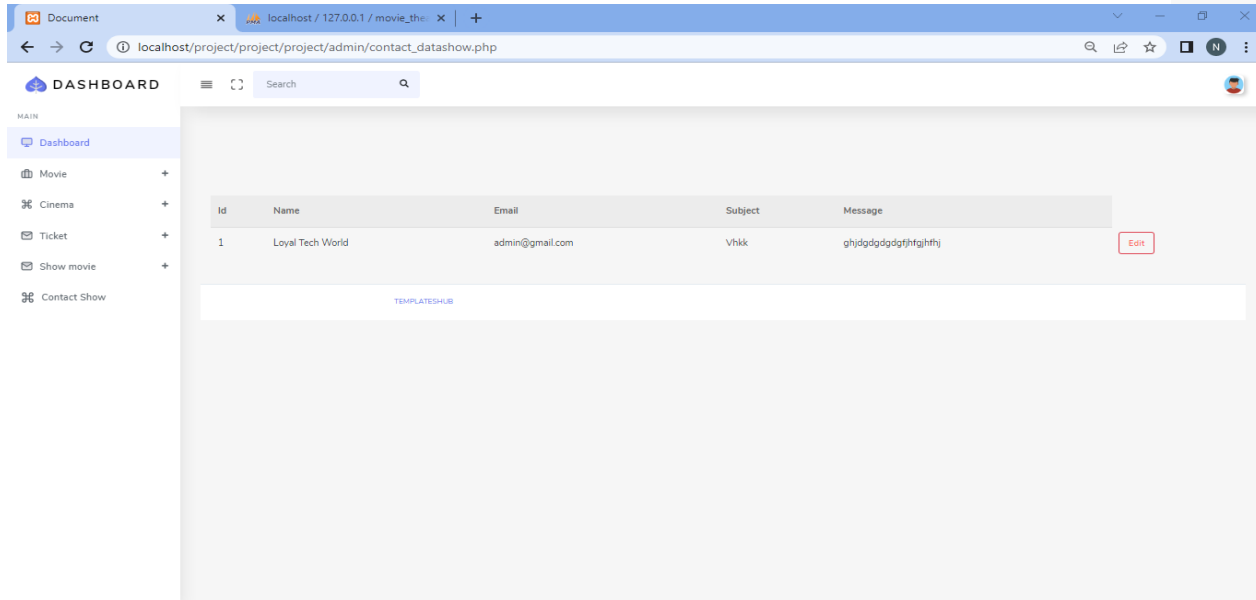 Document
localhost / 127.0.0.1 / movie_the
localhost/project/project/project/admin/contact_datashow.php
N
DASHBOARD
Search
MAIN
Dashboard
Movie +
Cinema +
Ticket +
Show movie +
Contact Show
Id Name Email Subject Message
1 Loyal Tech World admin@gmail.com Vhkk ghjdgdgdgdgfjhfgjhfhj Edit
TEMPLATESHUB